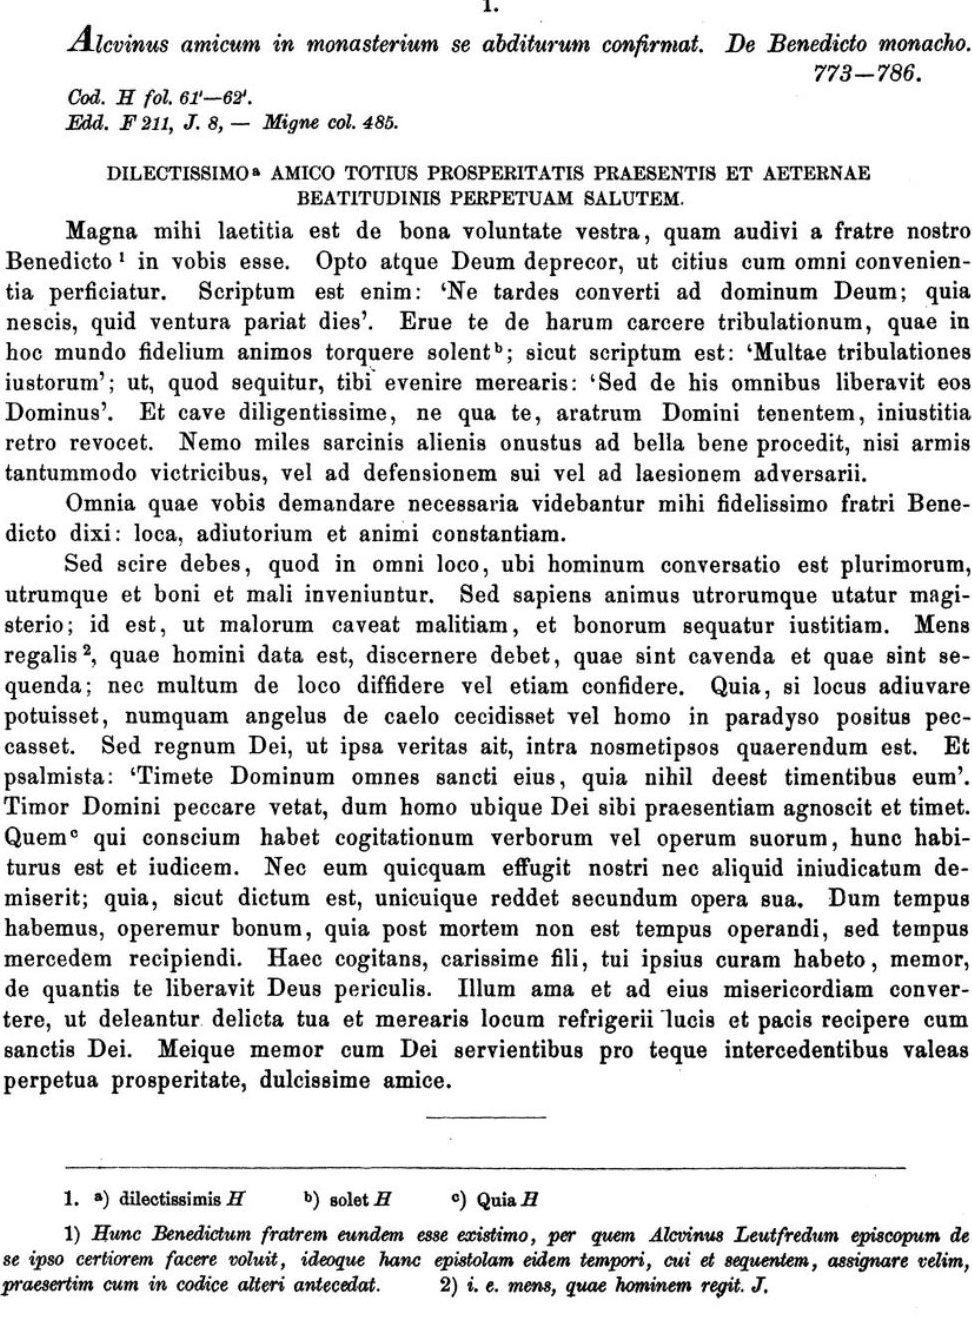 1.
Alcvinus amicum in monasterium se abditurum confirmat. De Benedicto monacho.
773—786.
Cod. H fol. 61'—62'.
Edd. F 211, J. 8, — Migne col. 485.
DILECTISSIMO a AMICO TOTIUS PROSPERITATIS PRAESENTIS ET AETERNAE
BEATITUDINIS PERPETUAM SALUTEM.
Magna mihi laetitia est de bona voluntate vestra, quam audivi a fratre nostro
Benedicto 1 in vobis esse. Opto atque Deum deprecor, ut citius cum omni convenien-
tia perficiatur. Scriptum est enim: ‘Ne tardes converti ad dominum Deum; quia
nescis, quid ventura pariat dies’. Erue te de harum carcere tribulationum, quae in
hoc mundo fidelium animos torquere solent b; sicut scriptum est: ‘Multae tribulationes
iustorum’; ut, quod sequitur, tibi evenire merearis: ‘Sed de his omnibus liberavit eos
Dominus’. Et cave diligentissime, ne qua te, aratrum Domini tenentem, iniustitia
retro revocet. Nemo miles sarcinis alienis onustus ad bella bene procedit, nisi armis
tantummodo victricibus, vel ad defensionem sui vel ad laesionem adversarii.
Omnia quae vobis demandare necessaria videbantur mihi fidelissimo fratri Bene-
dicto dixi: loca, adiutorium et animi constantiam.
Sed scire debes, quod in omni loco, ubi hominum conversatio est plurimorum,
utrumque et boni et mali inveniuntur. Sed sapiens animus utrorumque utatur magi-
sterio; id est, ut malorum caveat malitiam, et bonorum sequatur iustitiam. Mens
regalis 2, quae homini data est, discernere debet, quae sint cavenda et quae sint se-
quenda; nec multum de loco diffidere vel etiam confidere. Quia, si locus adiuvare
potuisset, numquam angelus de caelo cecidisset vel homo in paradyso positus pec-
casset. Sed regnum Dei, ut ipsa veritas ait, intra nosmetipsos quaerendum est. Et
psalmista: ‘Timete Dominum omnes sancti eius, quia nihil deest timentibus eum’.
Timor Domini peccare vetat, dum homo ubique Dei sibi praesentiam agnoscit et timet.
Quem c qui conscium habet cogitationum verborum vel operum suorum, hunc habi-
turus est et iudicem. Nec eum quicquam effugit nostri nec aliquid iniudicatum de-
miserit; quia, sicut dictum est, unicuique reddet secundum opera sua. Dum tempus
habemus, operemur bonum, quia post mortem non est tempus operandi, sed tempus
mercedem recipiendi. Haec cogitans, carissime fili, tui ipsius curam habeto, memor,
de quantis te liberavit Deus periculis. Illum ama et ad eius misericordiam conver-
tere, ut deleantur delicta tua et merearis locum refrigerii lucis et pacis recipere cum
sanctis Dei. Meique memor cum Dei servientibus pro teque intercedentibus valeas
perpetua prosperitate, dulcissime amice.
1. a) dilectissimis H b) solet H c) Quia H
1) Hunc Benedictum fratrem eundem esse existimo, per quem Alcvinus Leutfredum episcopum de
se ipso certiorem facere voluit, ideoque hanc epistolam eidem tempori, cui et sequentem, assignare velim,
praesertim cum in codice alteri antecedat. 2) i. e. mens, quae hominem regit. J.